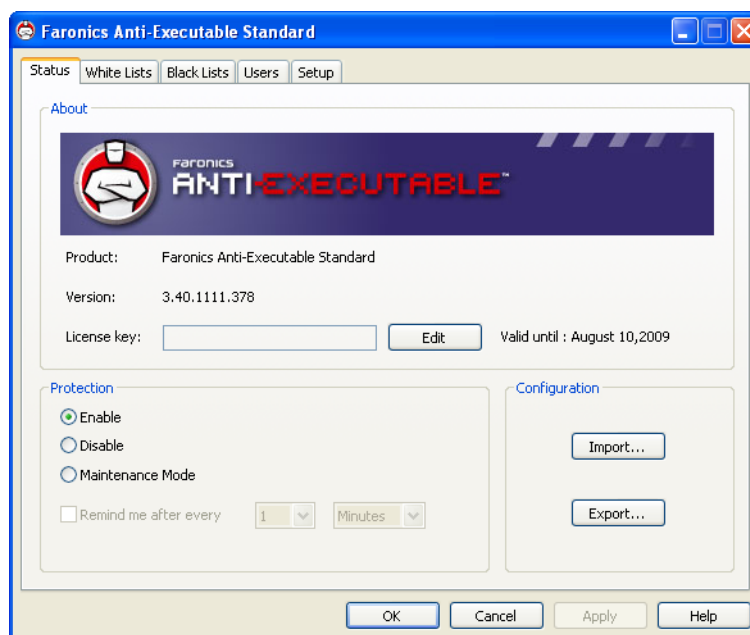 Faronics Anti-Executable Standard
Status White Lists Black Lists Users Setup
About
FARONICS
ANTI-EXECUTABLE™
Product: Faronics Anti-Executable Standard
Version: 3.40.1111.378
License key: Edit Valid until : August 10,2009
Protection
Enable
Disable
Maintenance Mode
Remind me after every 1 Minutes
Configuration
Import...
Export...
OK Cancel Apply Help